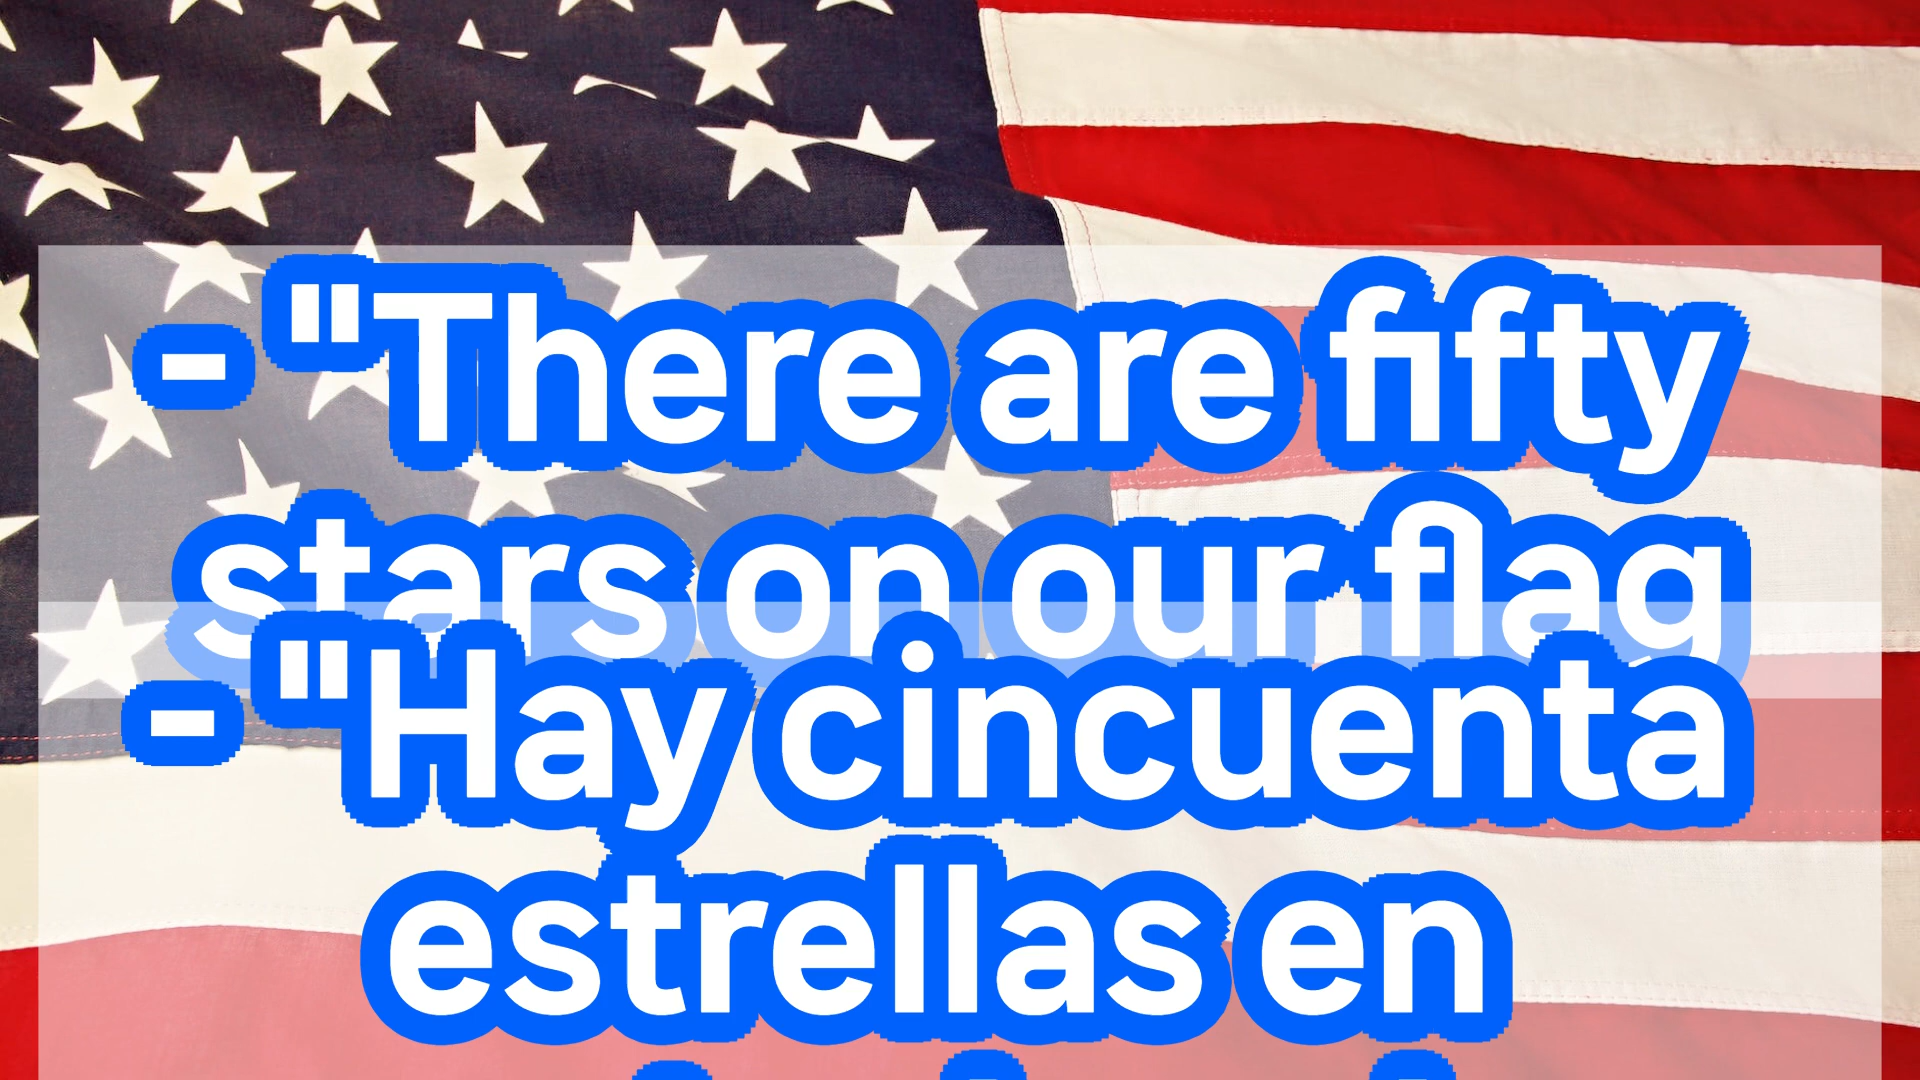 - "There are fifty
stars on our flag
- "Hay cincuenta
estrellas en